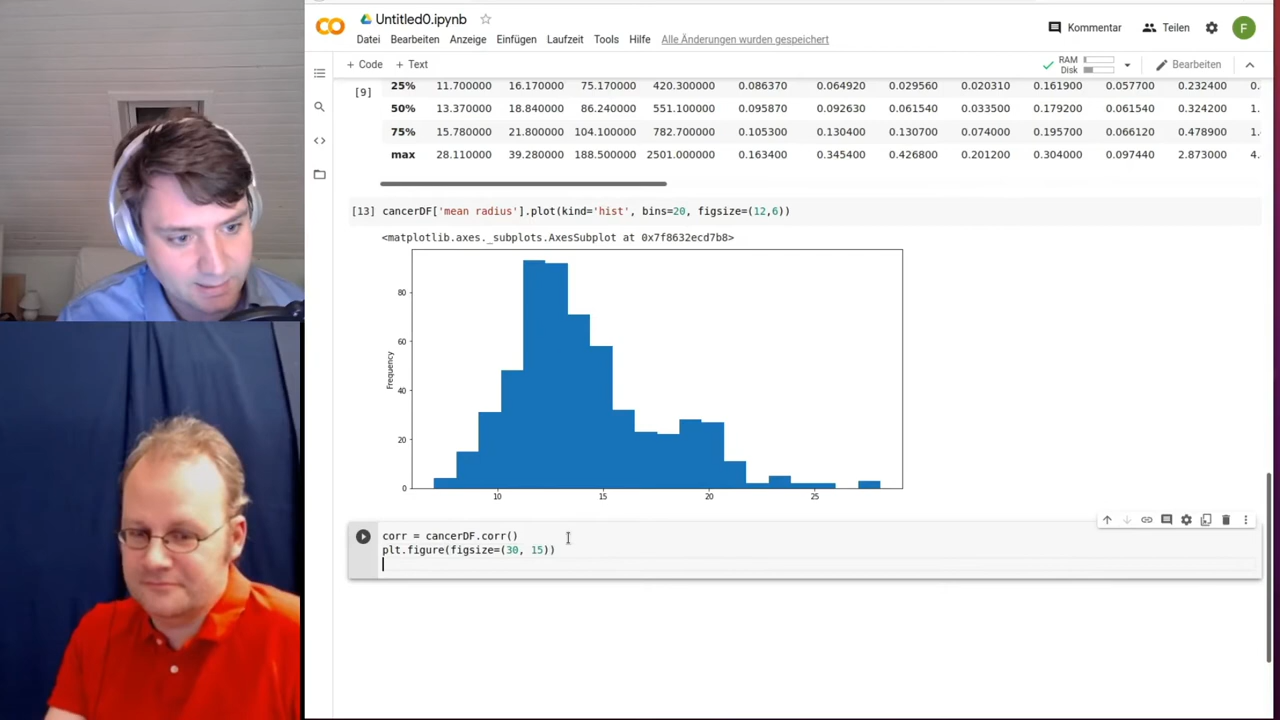 Untitled0.ipynb
Datei Bearbeiten Anzeige Einfügen Laufzeit Tools Hilfe Alle Änderungen wurden gespeichert
Kommentar Teilen F
+ Code + Text
RAM
Disk
Bearbeiten
[9]
25% 11.700000 16.170000 75.170000 420.300000 0.086370 0.064920 0.029560 0.020310 0.161900 0.057700 0.232400 0.
50% 13.370000 18.840000 86.240000 551.100000 0.095870 0.092630 0.061540 0.033500 0.179200 0.061540 0.324200 1.
75% 15.780000 21.800000 104.100000 782.700000 0.105300 0.130400 0.130700 0.074000 0.195700 0.066120 0.478900 1.
max 28.110000 39.280000 188.500000 2501.000000 0.163400 0.345400 0.426800 0.201200 0.304000 0.097440 2.873000 4.
[13] cancerDF['mean radius'].plot(kind='hist', bins=20, figsize=(12,6))
<matplotlib.axes._subplots.AxesSubplot at 0x7f8632ecd7b8>
Frequency
80
60
40
20
0
10 15 20 25
corr = cancerDF.corr()
plt.figure(figsize=(30, 15))